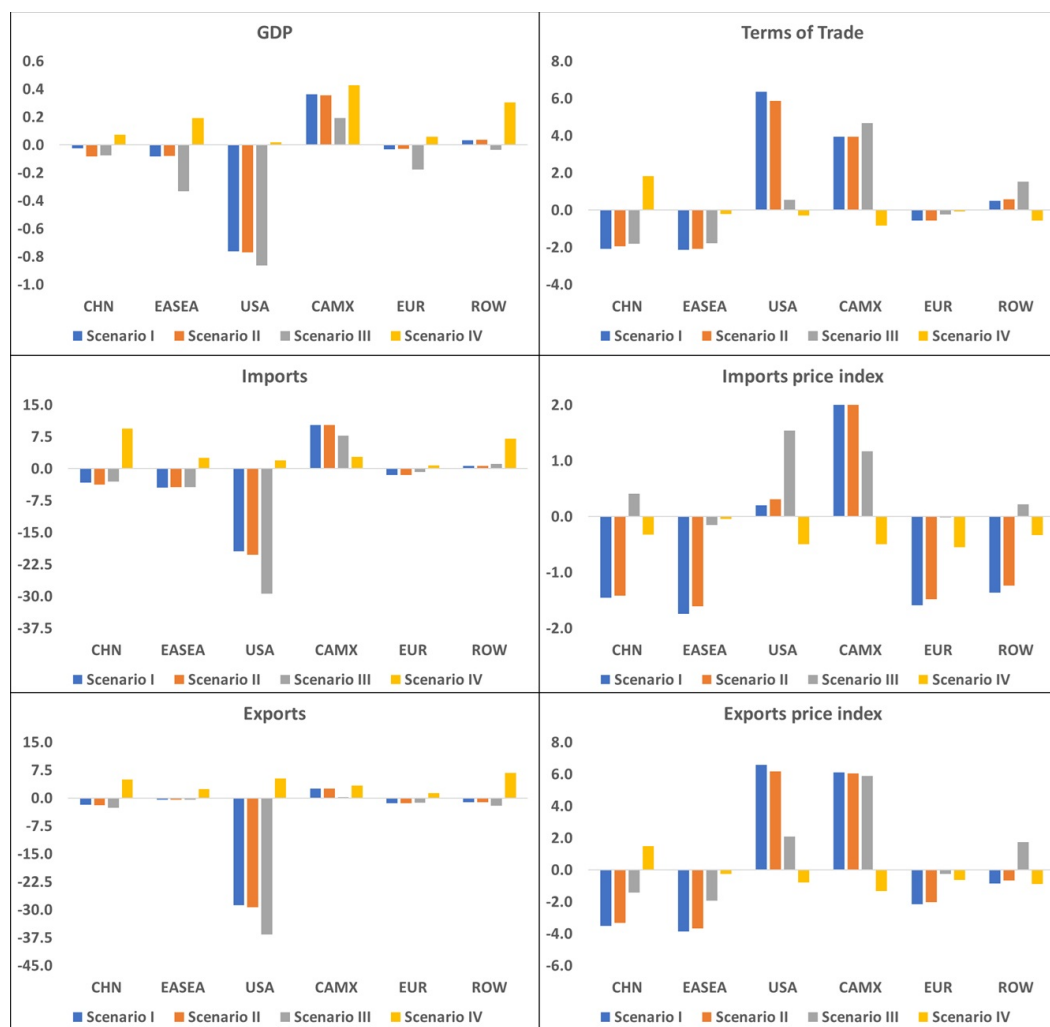 GDP
0.6
0.4
0.2
0.0
-0.2
-0.4
-0.6
-0.8
-1.0
CHN EASEA USA CAMX EUR ROW
Scenario I Scenario II Scenario III Scenario IV
Terms of Trade
8.0
6.0
4.0
2.0
0.0
-2.0
-4.0
CHN EASEA USA CAMX EUR ROW
Scenario I Scenario II Scenario III Scenario IV
Imports
15.0
7.5
0.0
-7.5
-15.0
-22.5
-30.0
-37.5
CHN EASEA USA CAMX EUR ROW
Scenario I Scenario II Scenario III Scenario IV
Imports price index
2.0
1.0
0.0
-1.0
-2.0
CHN EASEA USA CAMX EUR ROW
Scenario I Scenario II Scenario III Scenario IV
Exports
15.0
7.5
0.0
-7.5
-15.0
-22.5
-30.0
-37.5
-45.0
CHN EASEA USA CAMX EUR ROW
Scenario I Scenario II Scenario III Scenario IV
Exports price index
8.0
6.0
4.0
2.0
0.0
-2.0
-4.0
-6.0
CHN EASEA USA CAMX EUR ROW
Scenario I Scenario II Scenario III Scenario IV